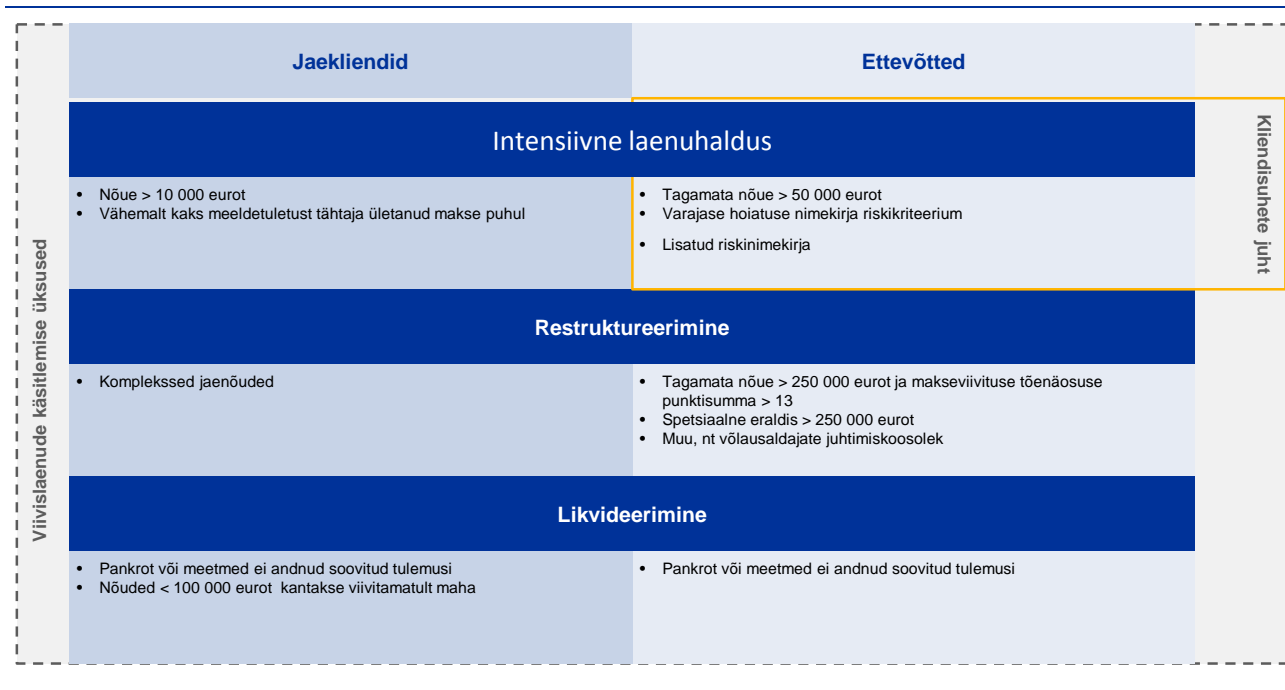 Jaekliendid
Ettevõtted
Intensiivne laenuhaldus
• Nõue > 10 000 eurot
• Vähemalt kaks meeldetuletust tähtaja ületanud makse puhul
• Tagamata nõue > 50 000 eurot
• Varajase hoiatuse nimekirja riskikriteerium
• Lisatud riskinimekirja
Restruktureerimine
• Komplekssed jaenõuded
• Tagamata nõue > 250 000 eurot ja makseviivituse tõenäosuse
punktisumma > 13
• Spetsiaalne eraldis > 250 000 eurot
• Muu, nt võlausaldajate juhtimiskoosolek
Likvideerimine
• Pankrot või meetmed ei andnud soovitud tulemusi
• Nõuded < 100 000 eurot kantakse viivitamatult maha
• Pankrot või meetmed ei andnud soovitud tulemusi
Viivislaenude käsitlemise üksused
Kliendisuhete juht